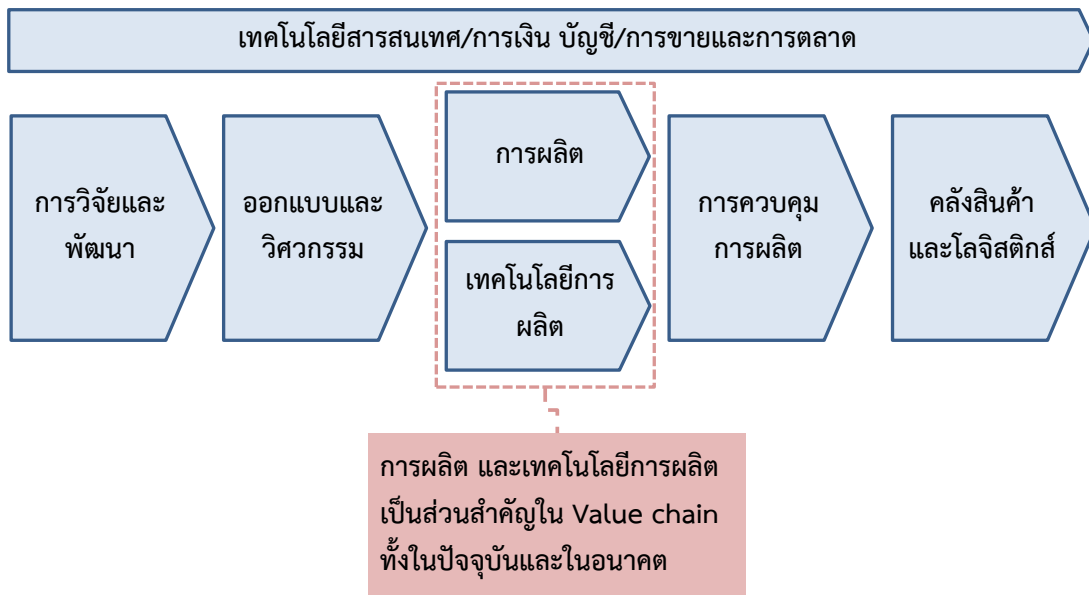 เทคโนโลยีสารสนเทศ/การเงิน บัญชี/การขายและการตลาด
การวิจัยและ
พัฒนา
ออกแบบและ
วิศวกรรม
การผลิต
เทคโนโลยีการ
ผลิต
การควบคุม
การผลิต
คลังสินค้า
และโลจิสติกส์
การผลิต และเทคโนโลยีการผลิต
เป็นส่วนสำคัญใน Value chain
ทั้งในปัจจุบันและในอนาคต